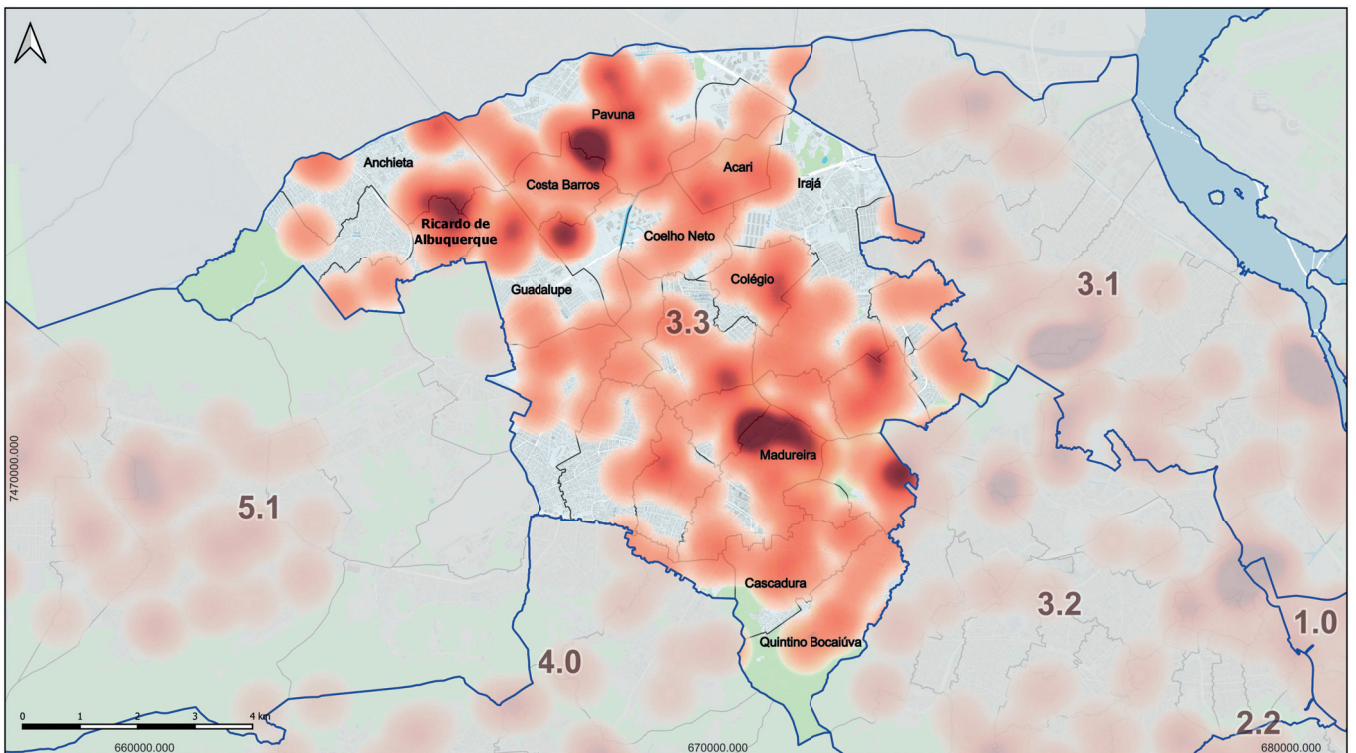 Pavuna
Anchieta
Acari
Costa Barros
Irajá
Ricardo de
Albuquerque
Coelho Neto
Colégio
Guadalupe
3.1
3.3
Madureira
7470000.000
5.1
Cascadura
3.2
1.0
Quintino Bocaiúva
4.0
0 1 2 3 4 km
2.2
660000.000 670000.000 680000.000